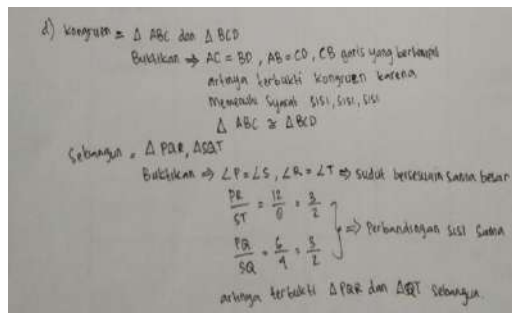 d) kongruen = Δ ABC dan Δ BCD
Buktikan ⇒ AC = BD , AB = CD, CB garis yang berhimpit
artinya terbukti kongruen karena
memenuhi syarat sisi, sisi, sisi
Δ ABC ≅ Δ BCD
Sebangun = Δ PQR, ΔSQT
Buktikan ⇒ ∠P = ∠S , ∠R = ∠T ⇒ sudut bersesuaian sama besar
PR/ST = 12/8 = 3/2
⇒ Perbandingan sisi sama
PQ/SQ = 6/4 = 3/2
artinya terbukti Δ PQR dan ΔSQT sebangun.